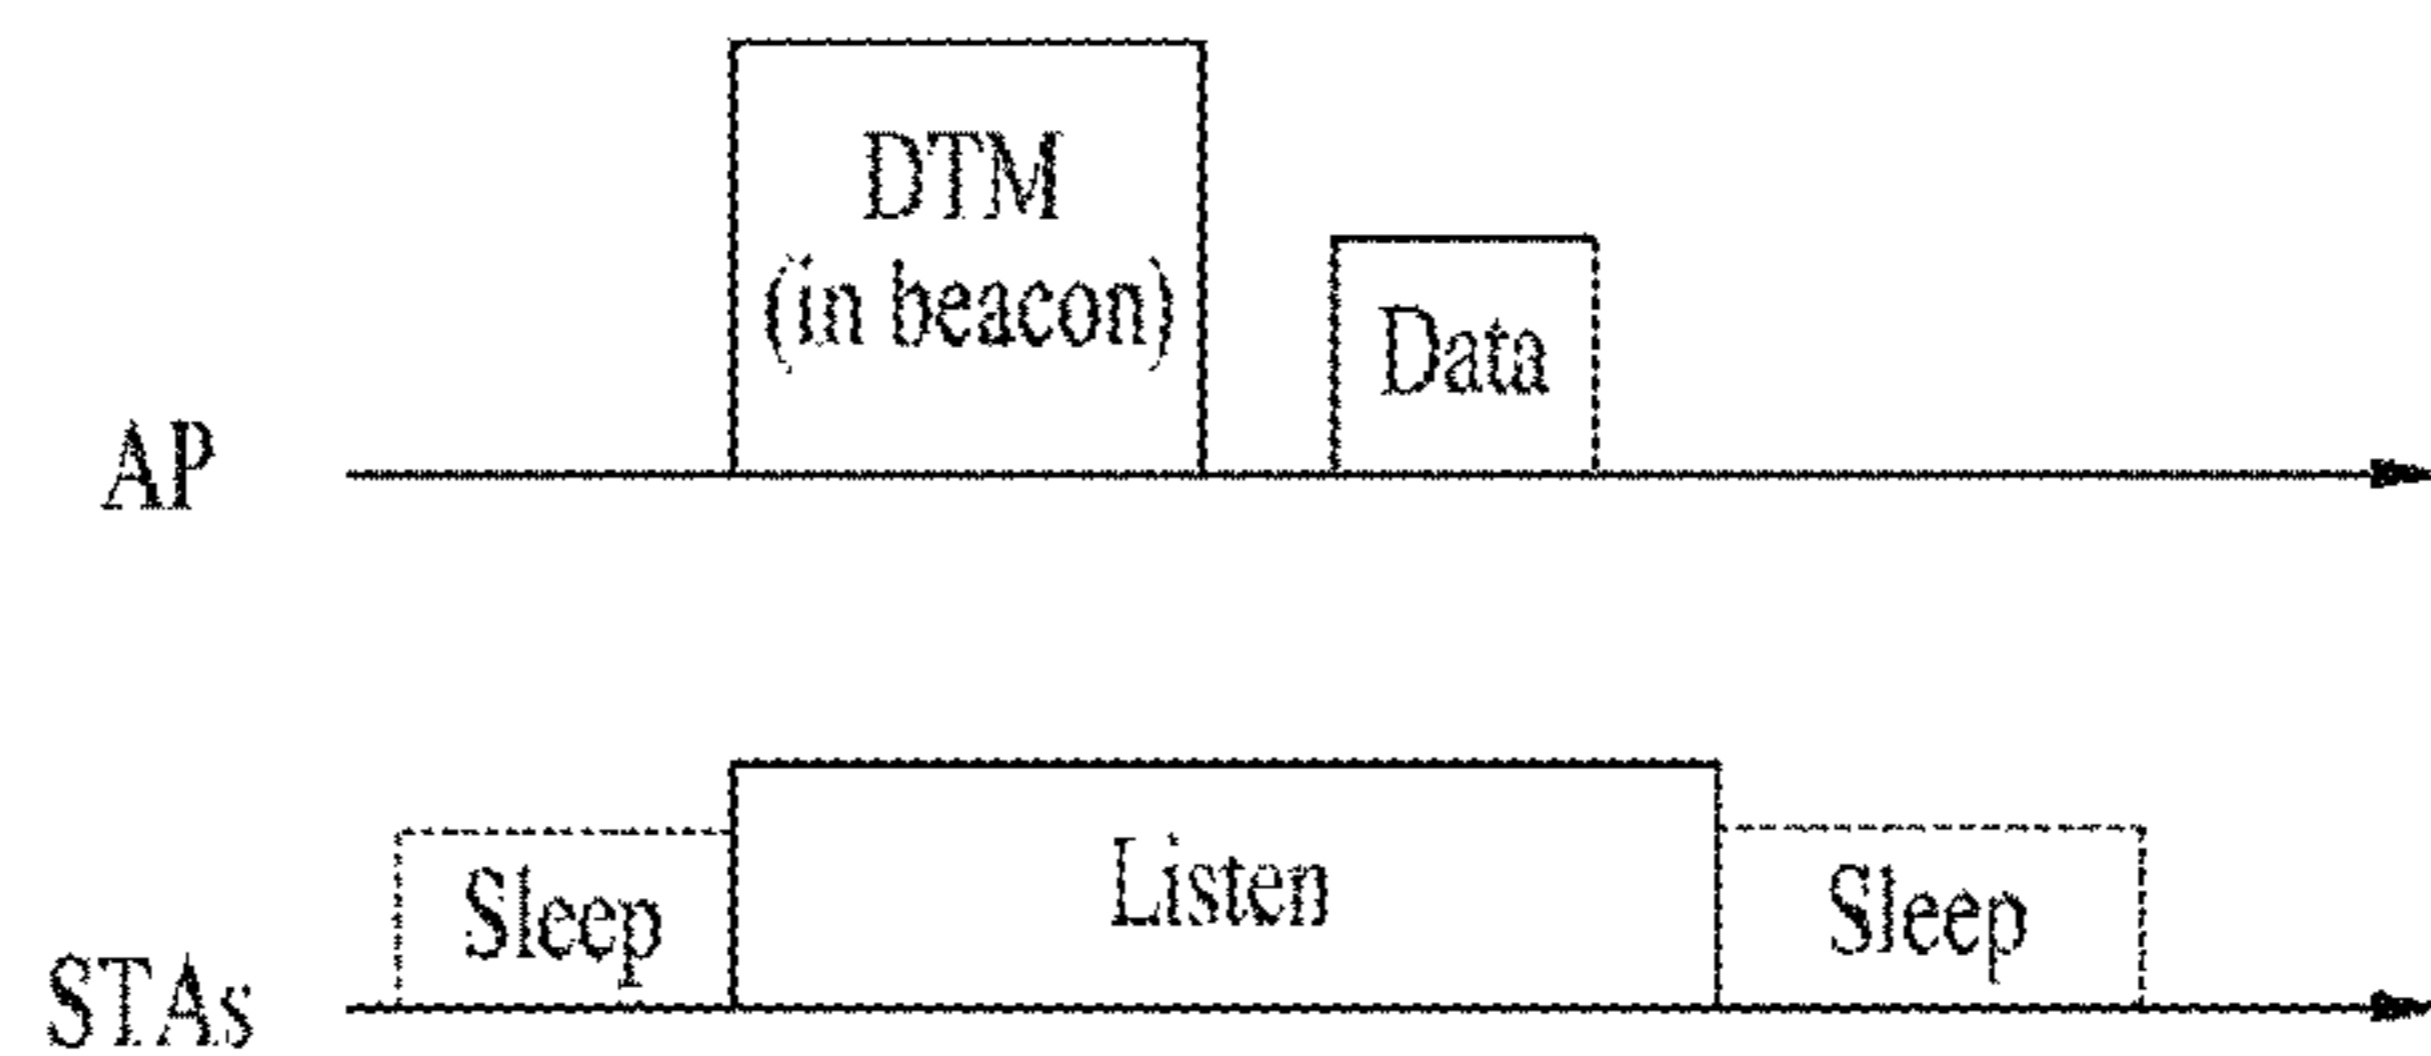 DTM
(in beacon)
Data
AP
Listen
Sleep
Sleep
STAs